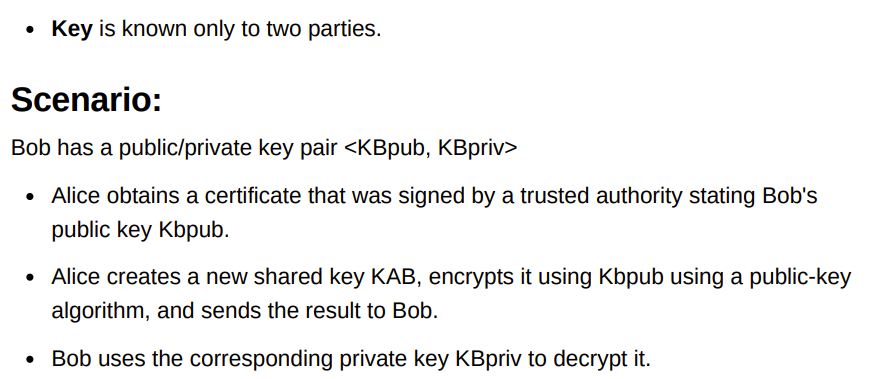 • Key is known only to two parties.
Scenario:
Bob has a public/private key pair <KBpub, KBpriv>
• Alice obtains a certificate that was signed by a trusted authority stating Bob's
public key Kbpub.
• Alice creates a new shared key KAB, encrypts it using Kbpub using a public-key
algorithm, and sends the result to Bob.
• Bob uses the corresponding private key KBpriv to decrypt it.